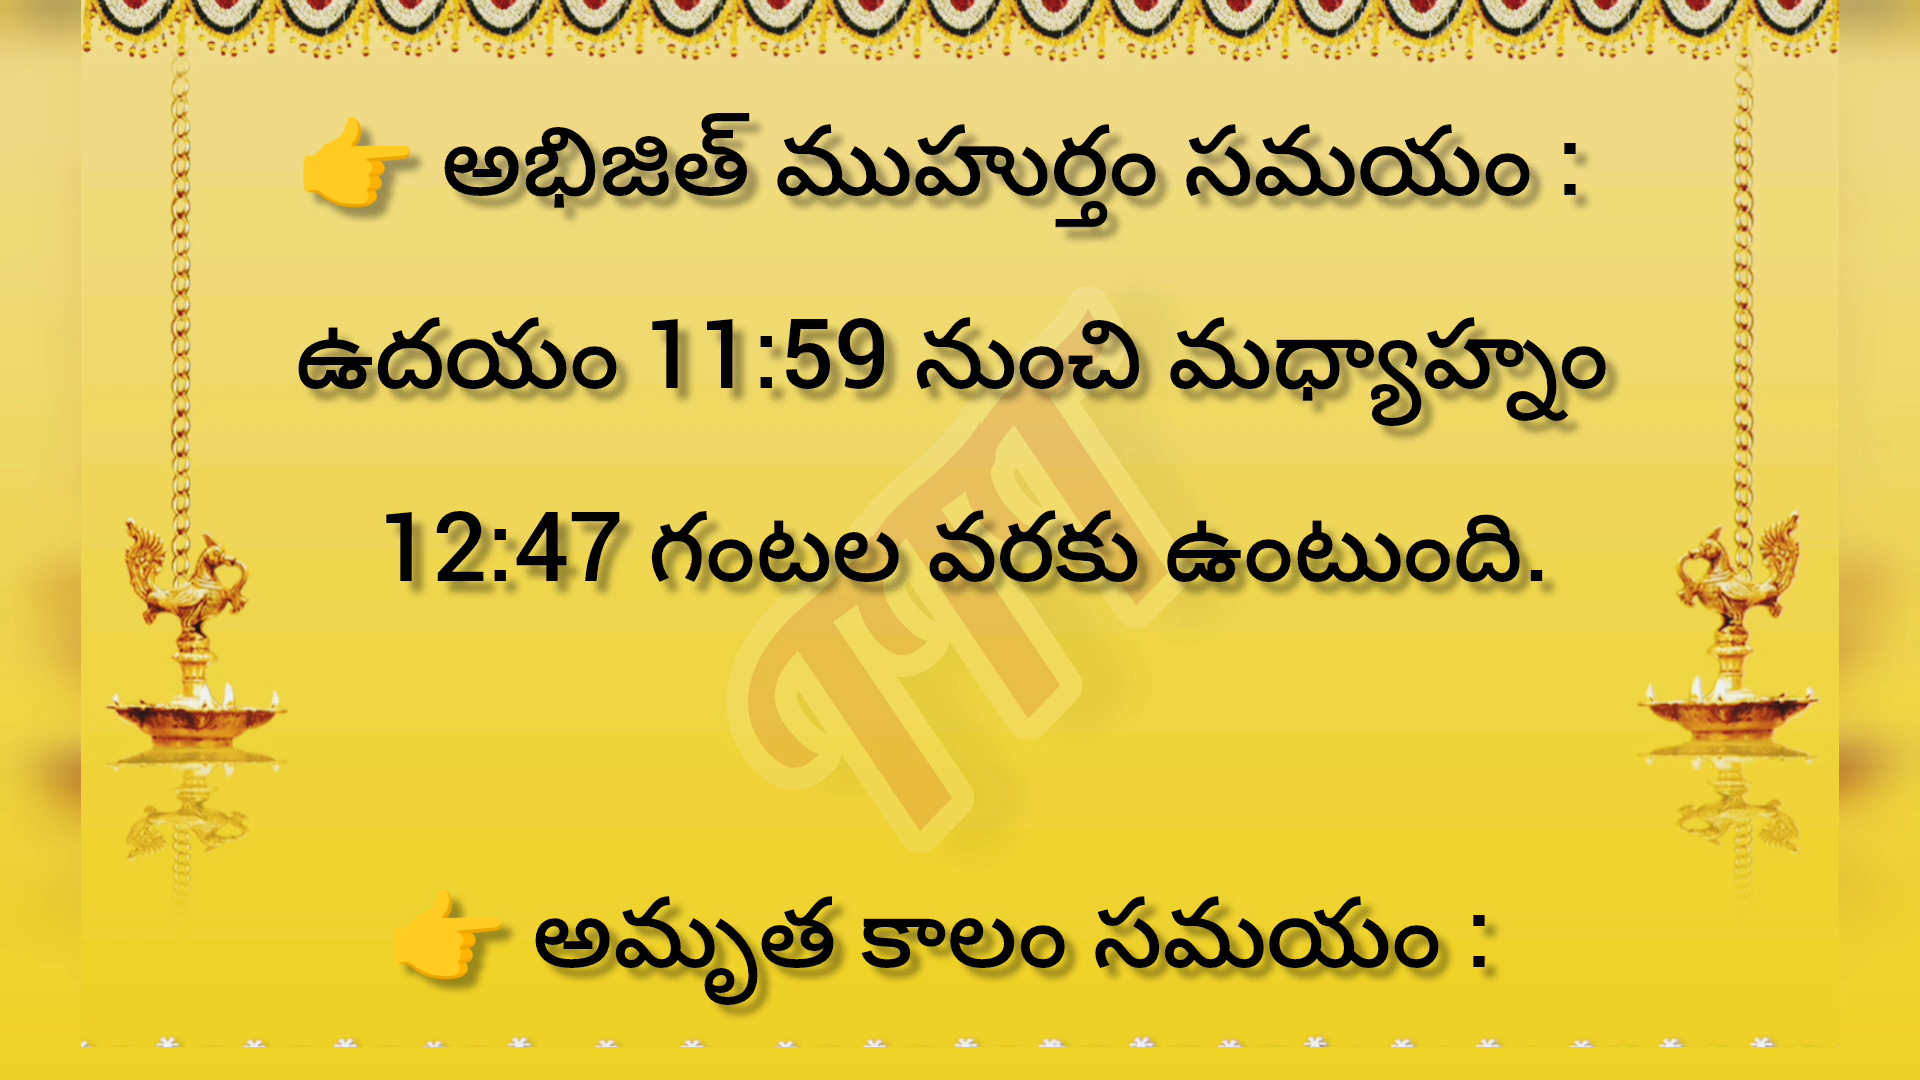 👉 అభిజిత్ ముహుర్తం సమయం :
ఉదయం 11:59 నుంచి మధ్యాహ్నం
12:47 గంటల వరకు ఉంటుంది.
👉 అమృత కాలం సమయం :